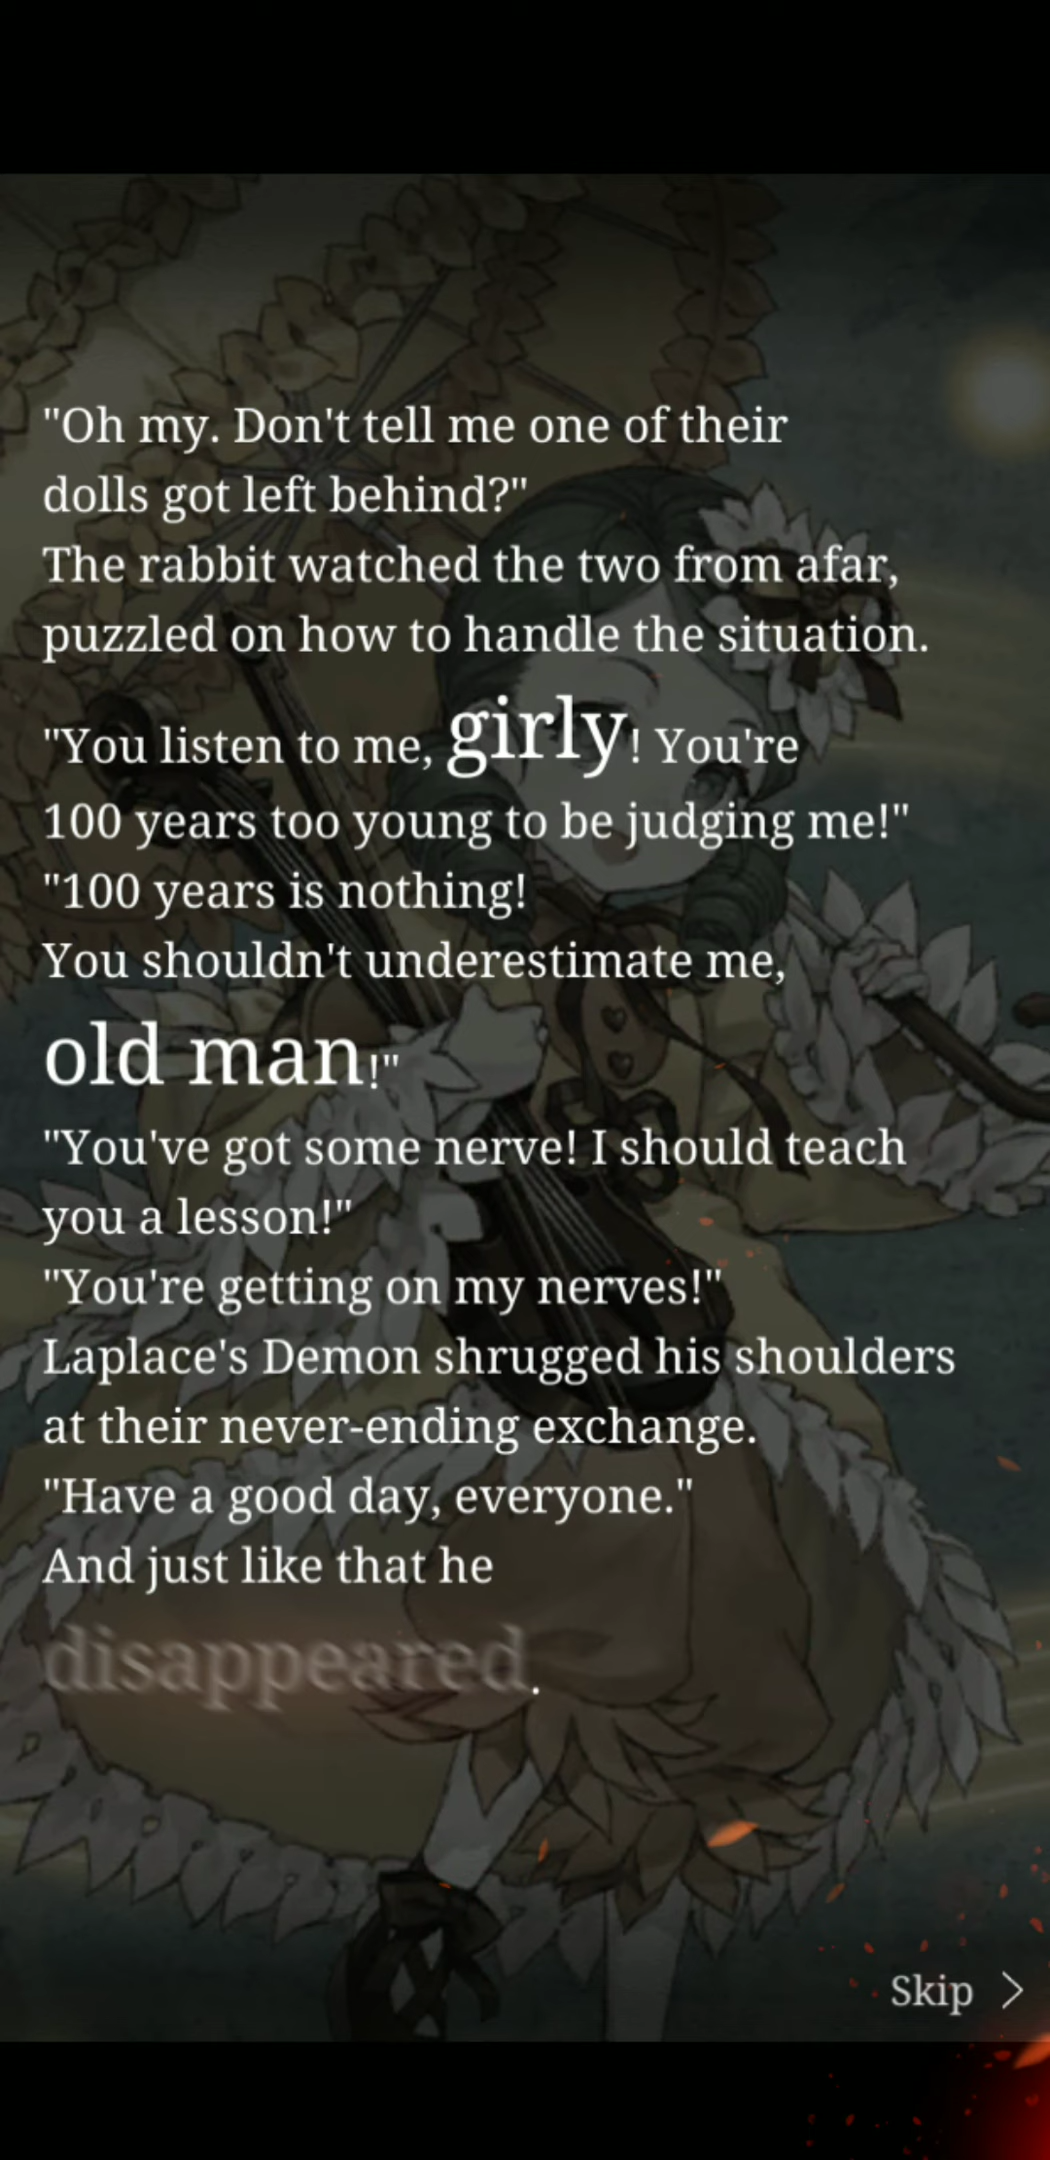 "Oh my. Don't tell me one of their
dolls got left behind?"
The rabbit watched the two from afar,
puzzled on how to handle the situation.
"You listen to me, girly! You're
100 years too young to be judging me!"
"100 years is nothing!
You shouldn't underestimate me,
old man!"
"You've got some nerve! I should teach
you a lesson!"
"You're getting on my nerves!"
Laplace's Demon shrugged his shoulders
at their never-ending exchange.
"Have a good day, everyone."
And just like that he
disappeared.
Skip >